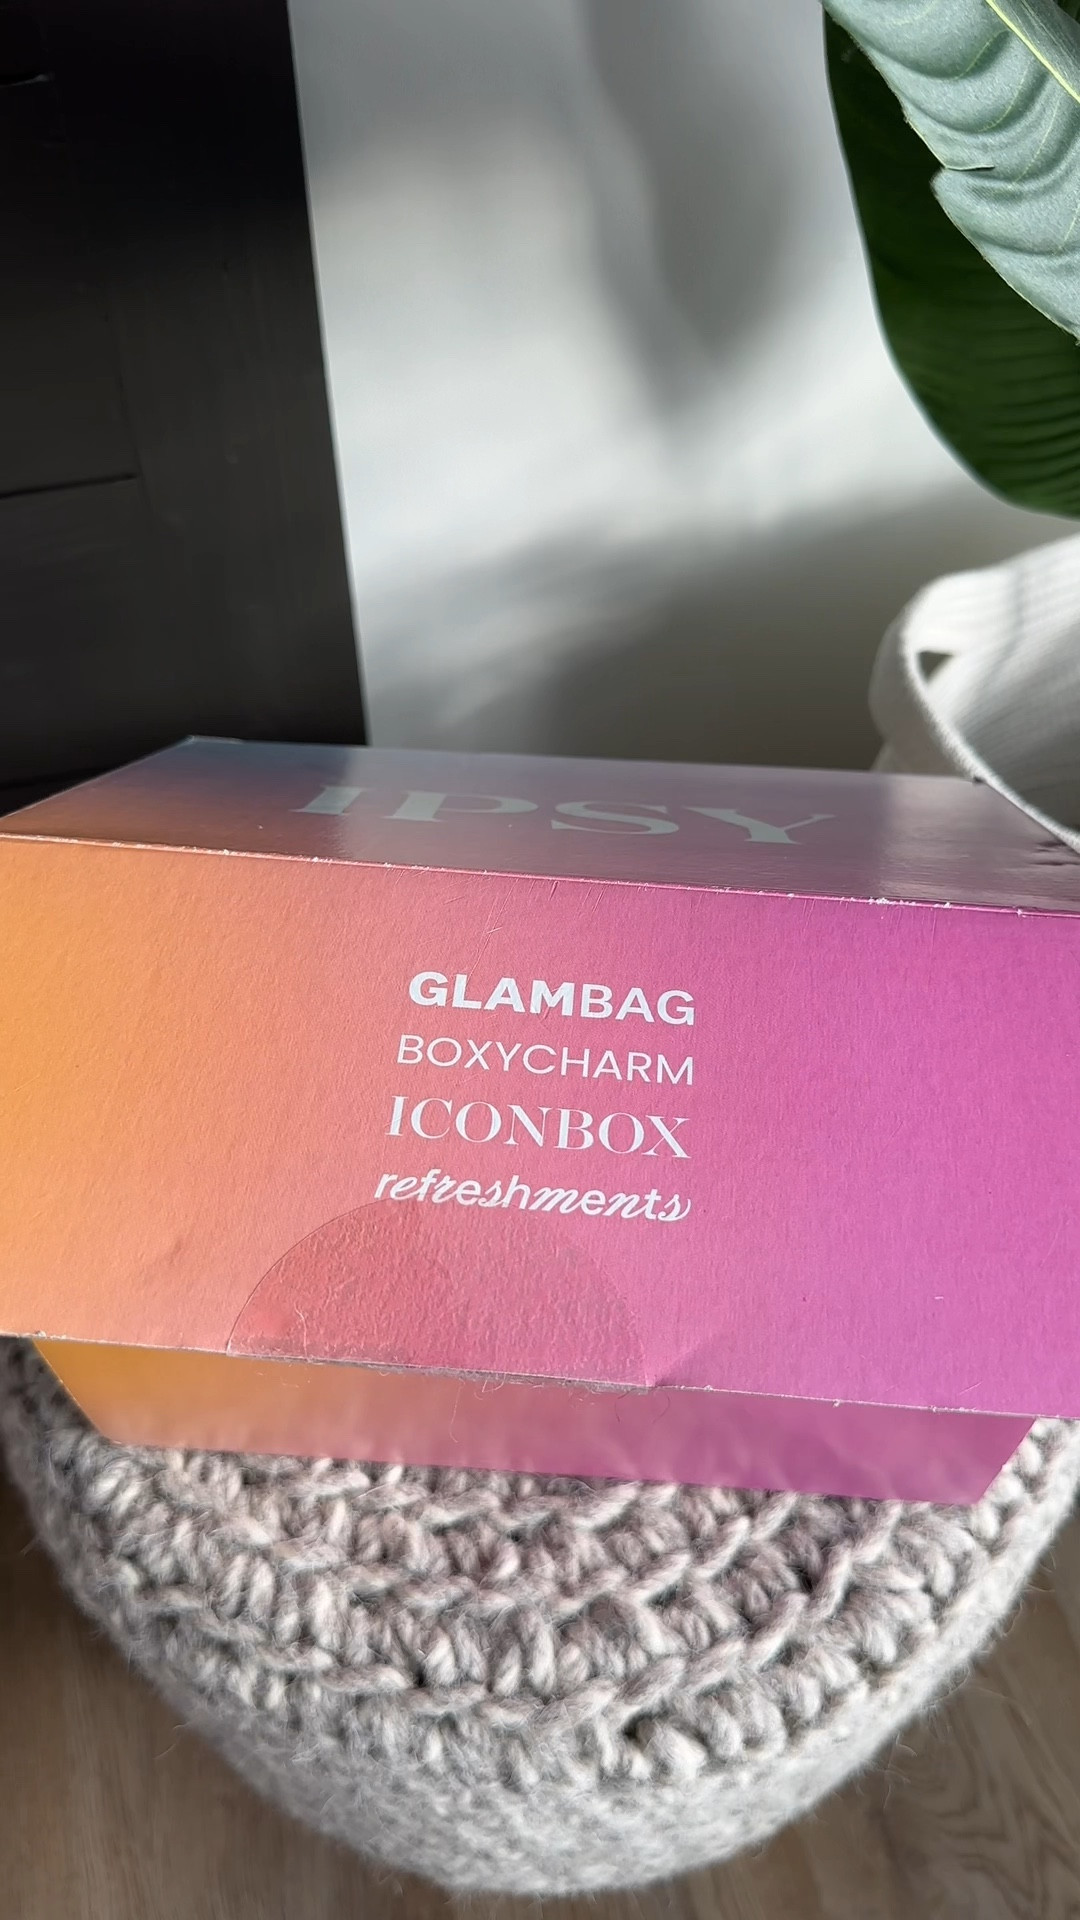 IPSY
GLAMBAG
BOXYCHARM
ICONBOX
refreshments